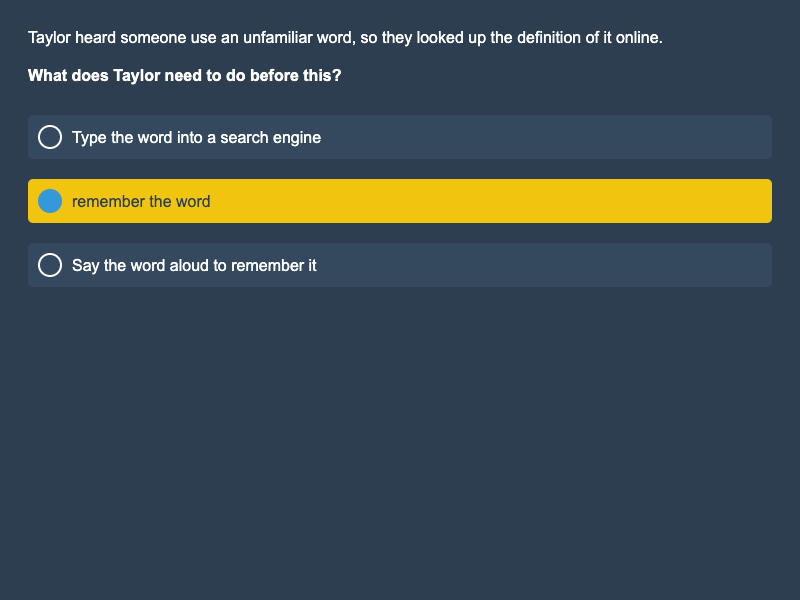 Taylor heard someone use an unfamiliar word, so they looked up the definition of it online.
What does Taylor need to do before this?
Type the word into a search engine
remember the word
Say the word aloud to remember it